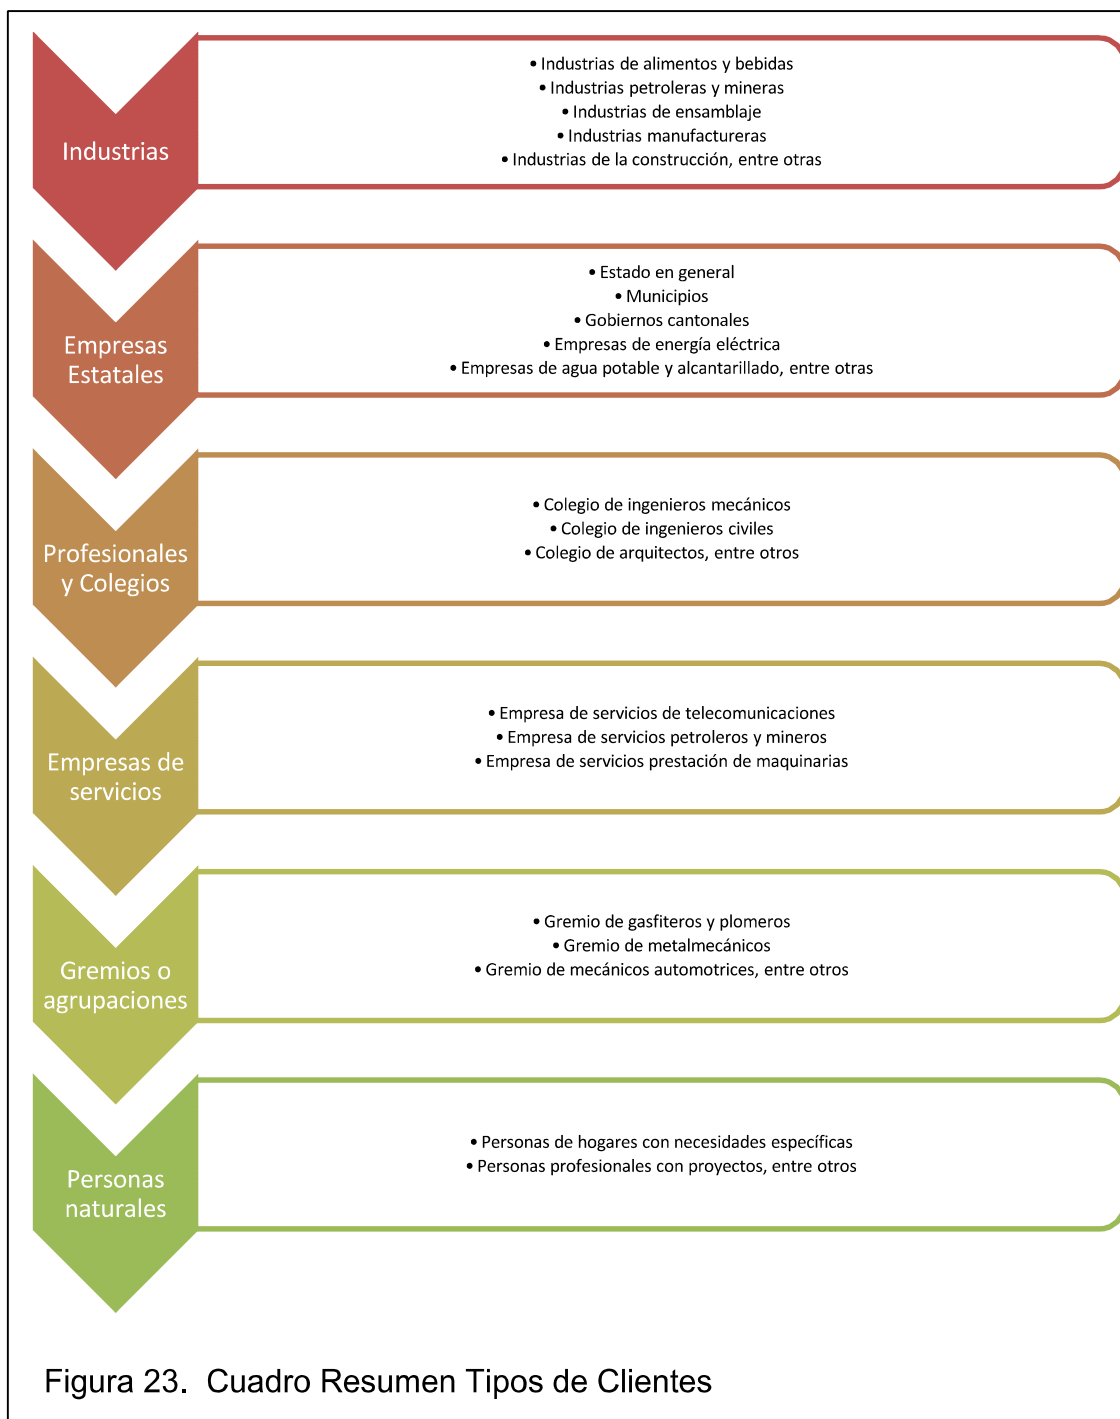 Industrias
• Industrias de alimentos y bebidas
• Industrias petroleras y mineras
• Industrias de ensamblaje
• Industrias manufactureras
• Industrias de la construcción, entre otras
Empresas
Estatales
• Estado en general
• Municipios
• Gobiernos cantonales
• Empresas de energía eléctrica
• Empresas de agua potable y alcantarillado, entre otras
Profesionales
y Colegios
• Colegio de ingenieros mecánicos
• Colegio de ingenieros civiles
• Colegio de arquitectos, entre otros
Empresas de
servicios
• Empresa de servicios de telecomunicaciones
• Empresa de servicios petroleros y mineros
• Empresa de servicios prestación de maquinarias
Gremios o
agrupaciones
• Gremio de gasfiteros y plomeros
• Gremio de metalmecánicos
• Gremio de mecánicos automotrices, entre otros
Personas
naturales
• Personas de hogares con necesidades específicas
• Personas profesionales con proyectos, entre otros
Figura 23. Cuadro Resumen Tipos de Clientes